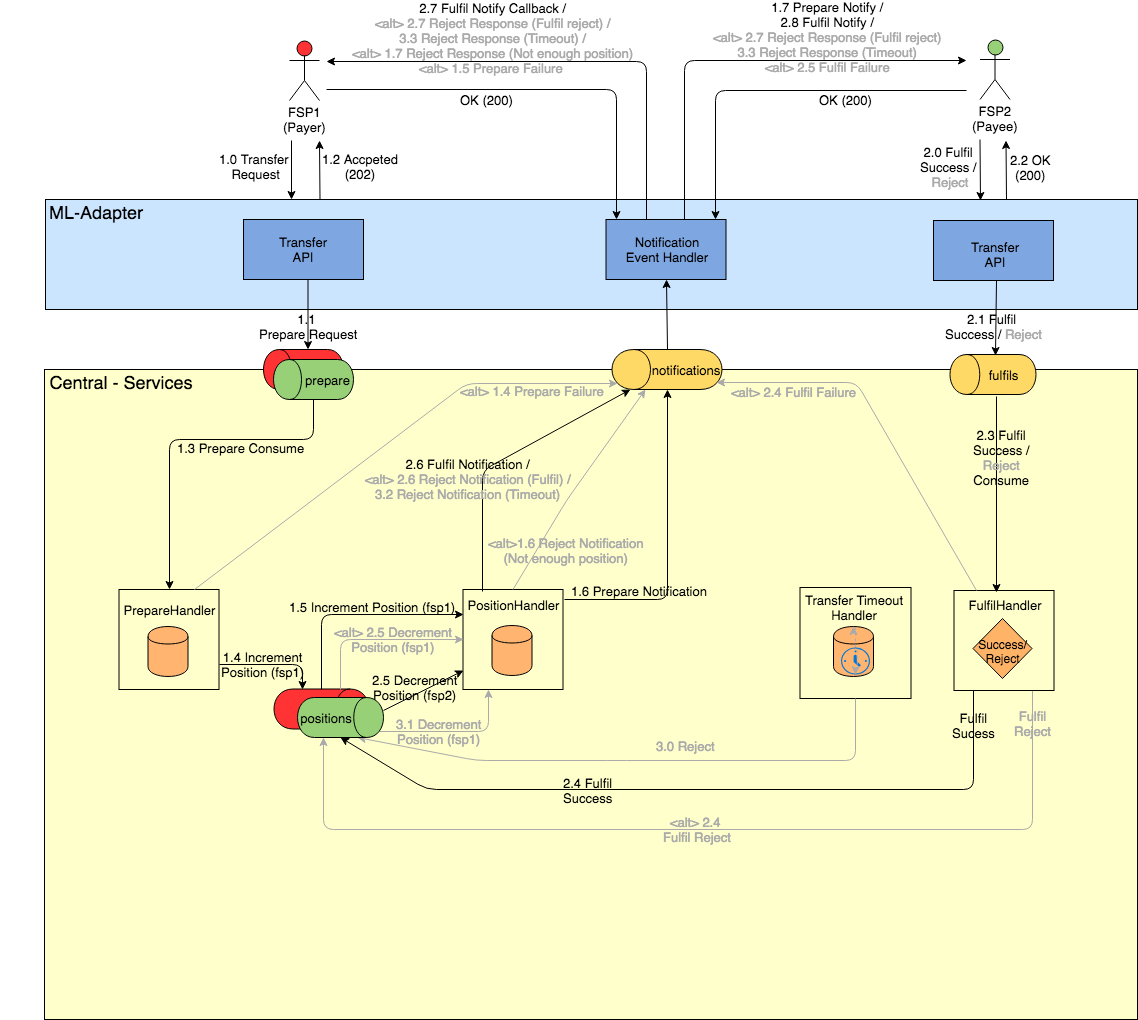 2.7 Fulfil Notify Callback /
<alt> 2.7 Reject Response (Fulfil reject) /
3.3 Reject Response (Timeout) /
<alt> 1.7 Reject Response (Not enough position)
<alt> 1.5 Prepare Failure
1.7 Prepare Notify /
2.8 Fulfil Notify /
<alt> 2.7 Reject Response (Fulfil reject)
3.3 Reject Response (Timeout)
<alt> 2.5 Fulfil Failure
OK (200)
OK (200)
FSP1
(Payer)
FSP2
(Payee)
1.0 Transfer
Request
1.2 Accpeted
(202)
2.0 Fulfil
Success /
Reject
2.2 OK
(200)
ML-Adapter
Transfer
API
Notification
Event Handler
Transfer
API
1.1
Prepare Request
2.1 Fulfil
Success / Reject
Central - Services
prepare
notifications
fulfils
<alt> 1.4 Prepare Failure
<alt> 2.4 Fulfil Failure
1.3 Prepare Consume
2.3 Fulfil
Success /
Reject
Consume
2.6 Fulfil Notification /
<alt> 2.6 Reject Notification (Fulfil) /
3.2 Reject Notification (Timeout)
<alt>1.6 Reject Notification
(Not enough position)
1.6 Prepare Notification
PrepareHandler
1.5 Increment Position (fsp1)
PositionHandler
Transfer Timeout
Handler
FulfilHandler
Success/
Reject
<alt> 2.5 Decrement
Position (fsp1)
1.4 Increment
Position (fsp1)
2.5 Decrement
Position (fsp2)
positions
3.1 Decrement
Position (fsp1)
3.0 Reject
Fulfil
Sucess
Fulfil
Reject
2.4 Fulfil
Success
<alt> 2.4
Fulfil Reject